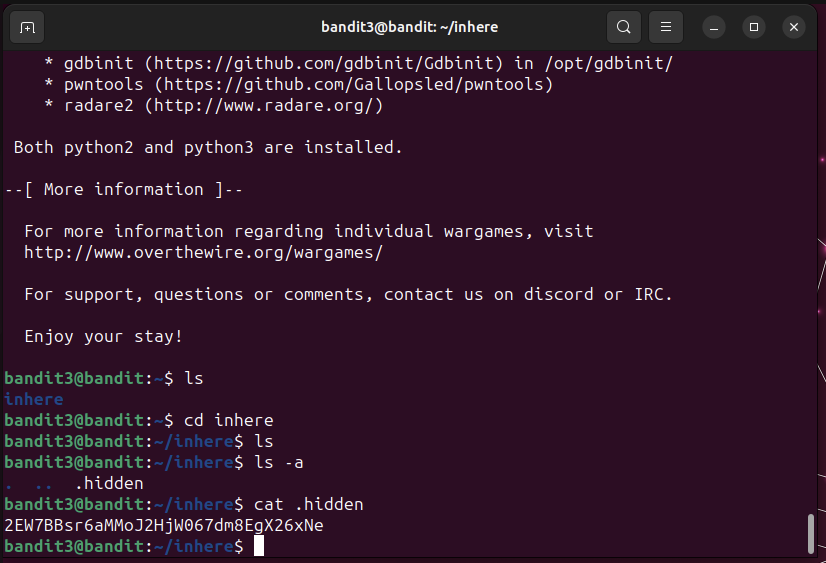 bandit3@bandit: ~/inhere
* gdbinit (https://github.com/gdbinit/Gdbinit) in /opt/gdbinit/
* pwntools (https://github.com/Gallopsled/pwntools)
* radare2 (http://www.radare.org/)
Both python2 and python3 are installed.
--[ More information ]--
For more information regarding individual wargames, visit
http://www.overthewire.org/wargames/
For support, questions or comments, contact us on discord or IRC.
Enjoy your stay!
bandit3@bandit:~$ ls
inhere
bandit3@bandit:~$ cd inhere
bandit3@bandit:~/inhere$ ls
bandit3@bandit:~/inhere$ ls -a
.  ..  .hidden
bandit3@bandit:~/inhere$ cat .hidden
2EW7BBsr6aMMoJ2HjW067dm8EgX26xNe
bandit3@bandit:~/inhere$